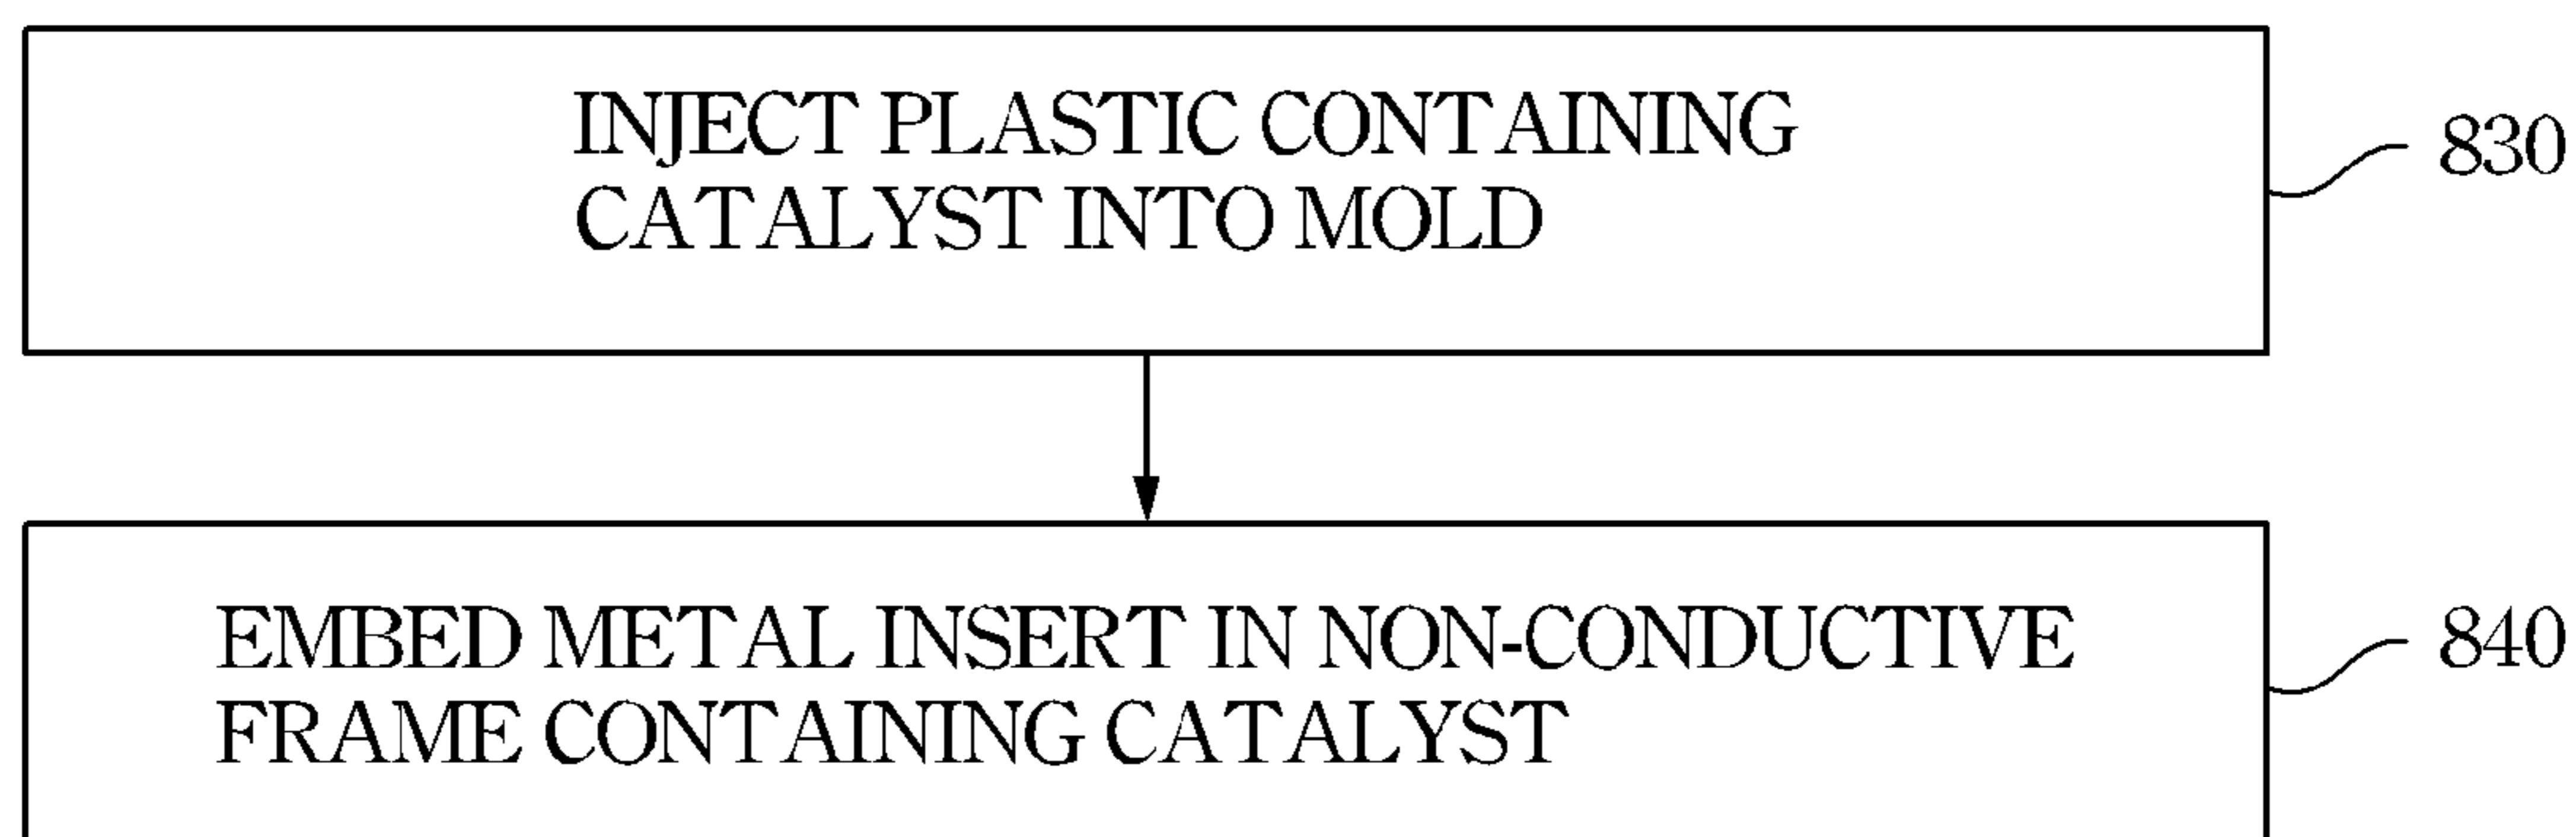 INJECT PLASTIC CONTAINING
CATALYST INTO MOLD
830
EMBED METAL INSERT IN NON-CONDUCTIVE
FRAME CONTAINING CATALYST
840